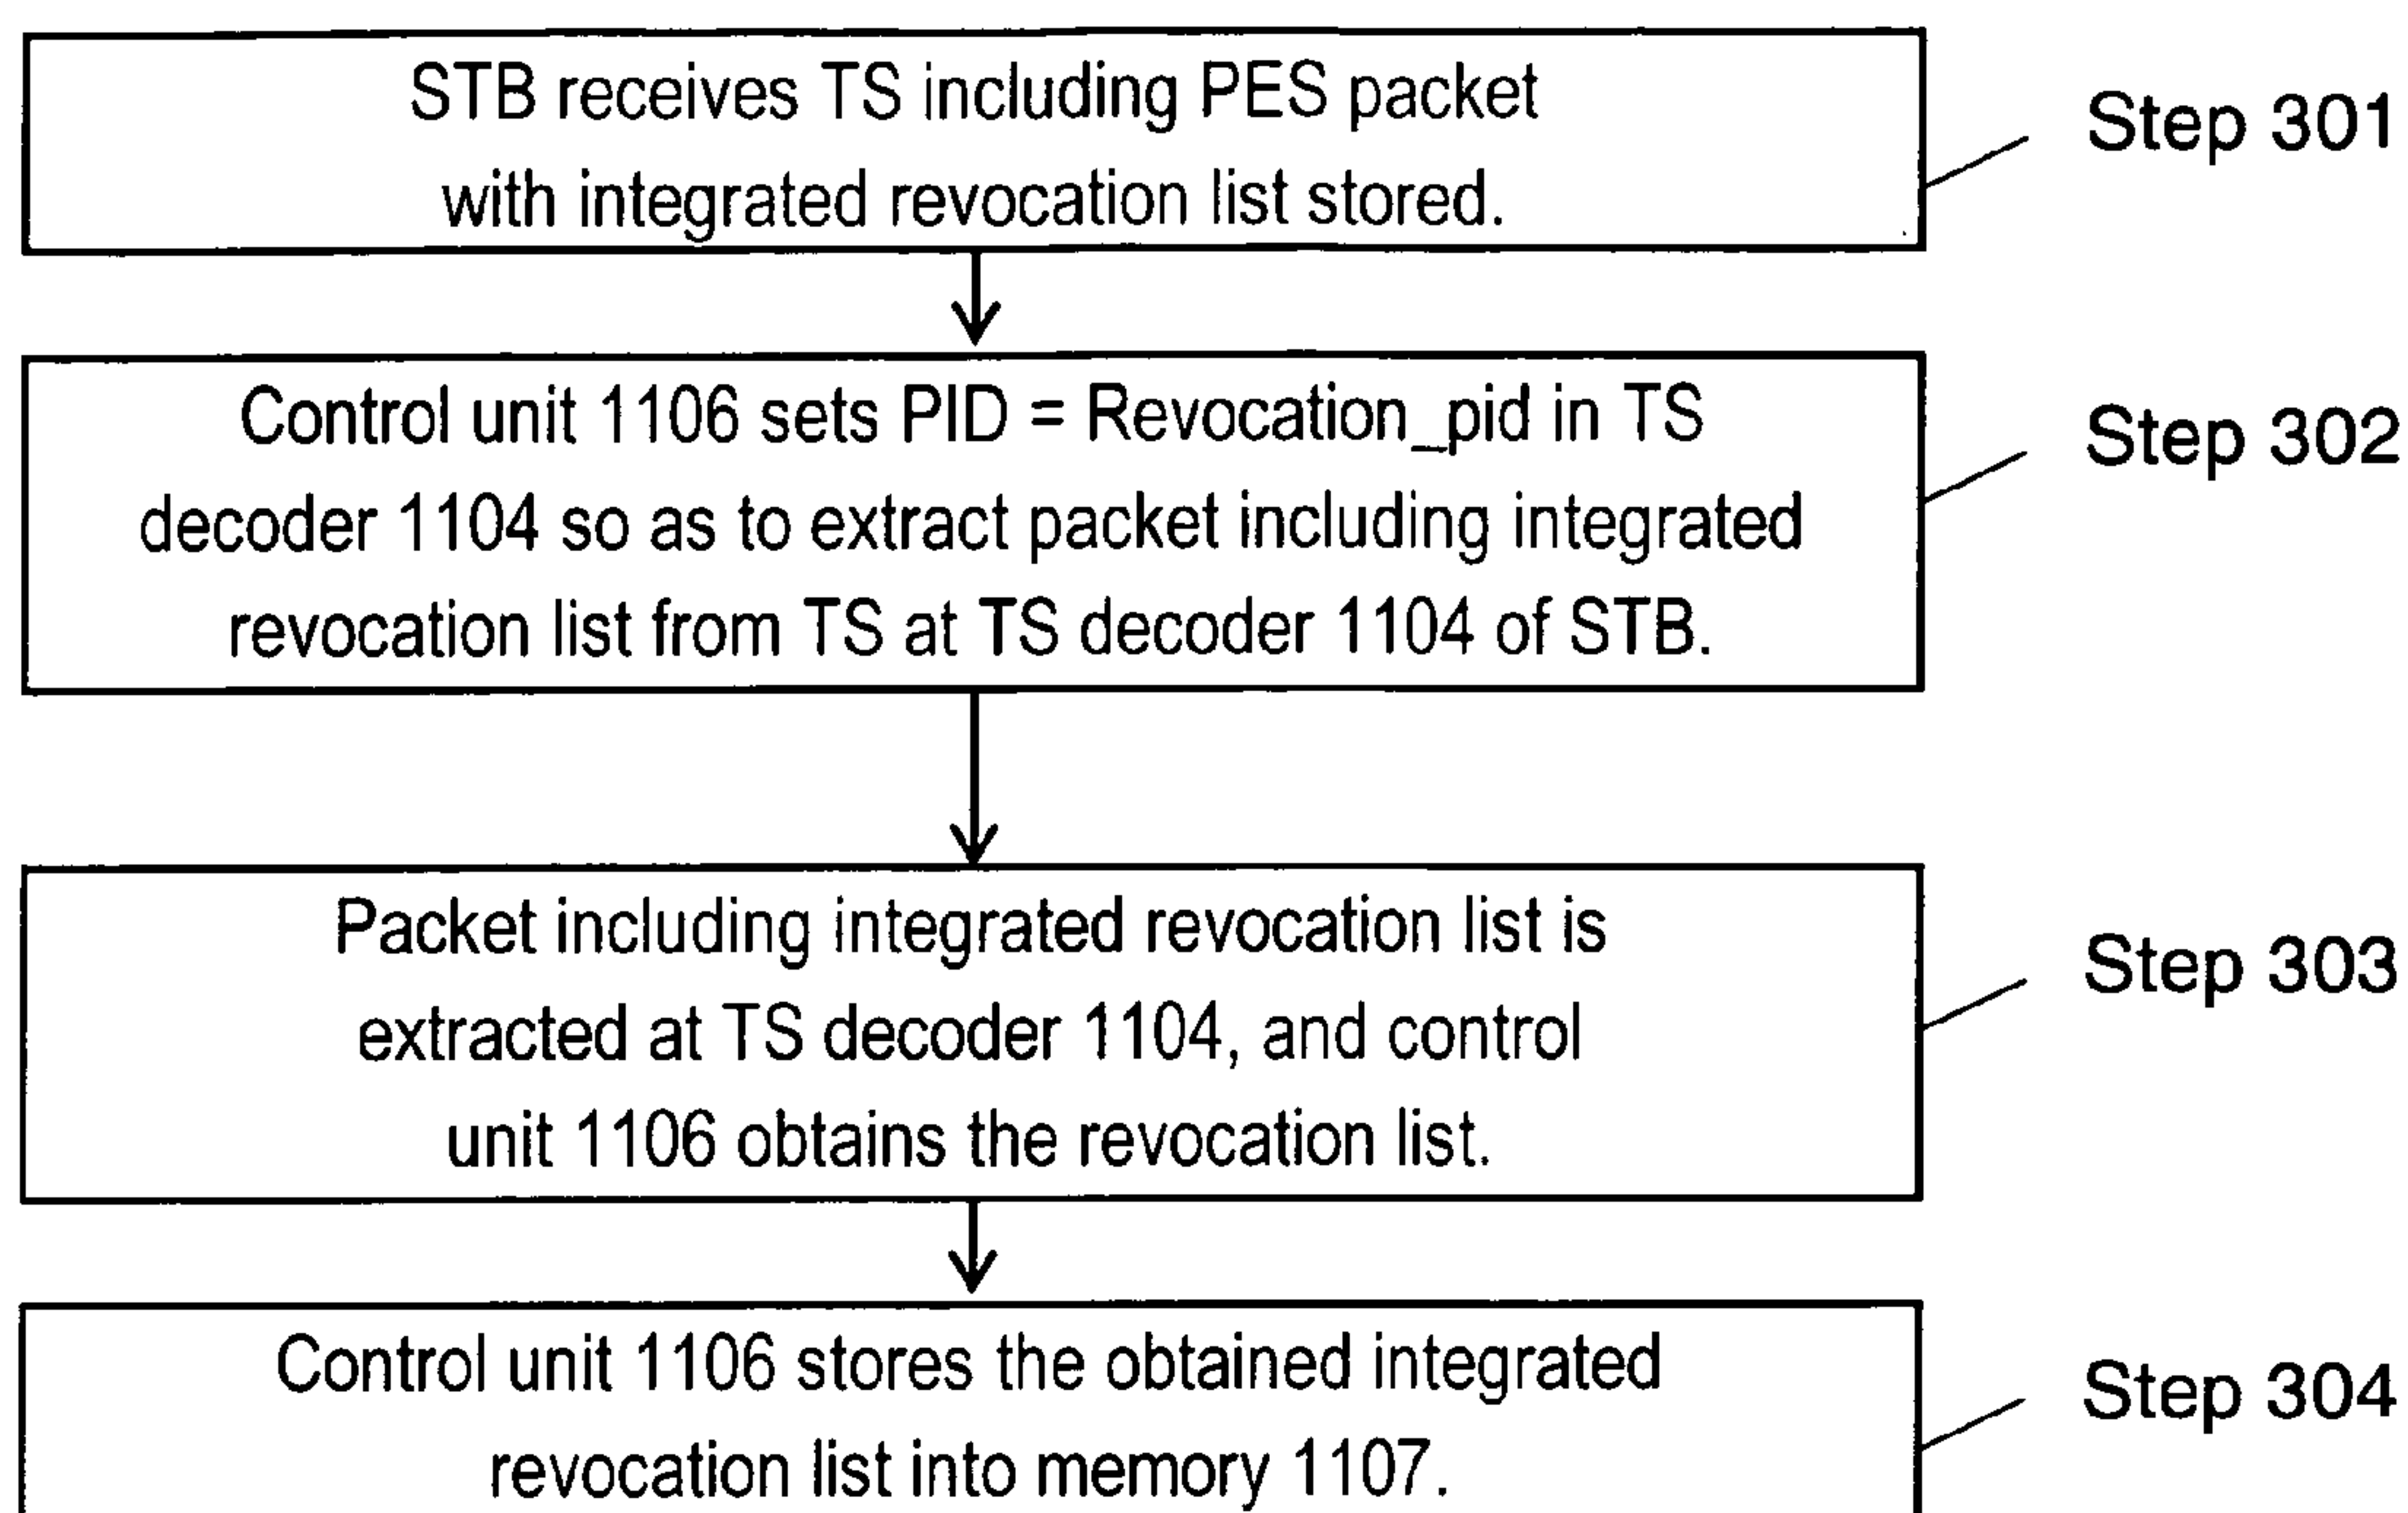 STB receives TS including PES packet
with integrated revocation list stored.
Step 301
Control unit 1106 sets PID = Revocation_pid in TS
decoder 1104 so as to extract packet including integrated
revocation list from TS at TS decoder 1104 of STB.
Step 302
Packet including integrated revocation list is
extracted at TS decoder 1104, and control
unit 1106 obtains the revocation list.
Step 303
Control unit 1106 stores the obtained integrated
revocation list into memory 1107.
Step 304